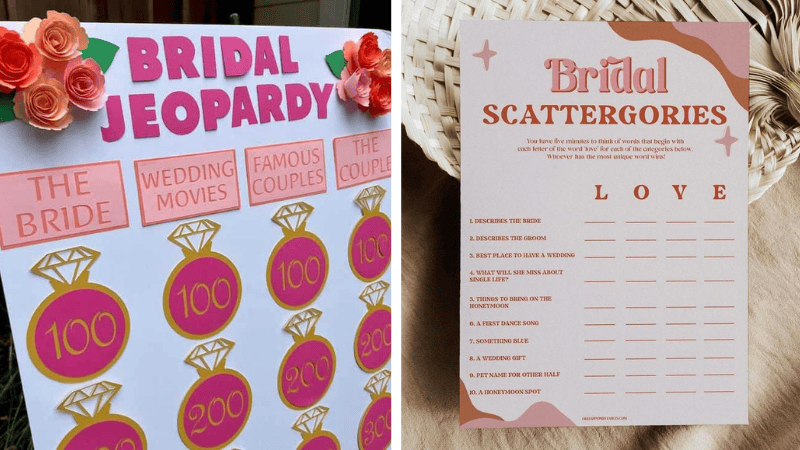 BRIDAL
JEOPARDY
THE
BRIDE
WEDDING
MOVIES
FAMOUS
COUPLES
THE
COUPLE
100
100
100
100
200
200
200
300
Bridal
SCATTERGORIES
You have five minutes to think of words that begin with
each letter of the word 'love' for each of the categories below.
Whoever has the most unique word wins!
L O V E
1. DESCRIBES THE BRIDE
2. DESCRIBES THE GROOM
3. BEST PLACE TO HAVE A WEDDING
4. WHAT WILL SHE MISS ABOUT
SINGLE LIFE?
5. THINGS TO BRING ON THE
HONEYMOON
6. A FIRST DANCE SONG
7. SOMETHING BLUE
8. A WEDDING GIFT
9. PET NAME FOR OTHER HALF
10. A HONEYMOON SPOT